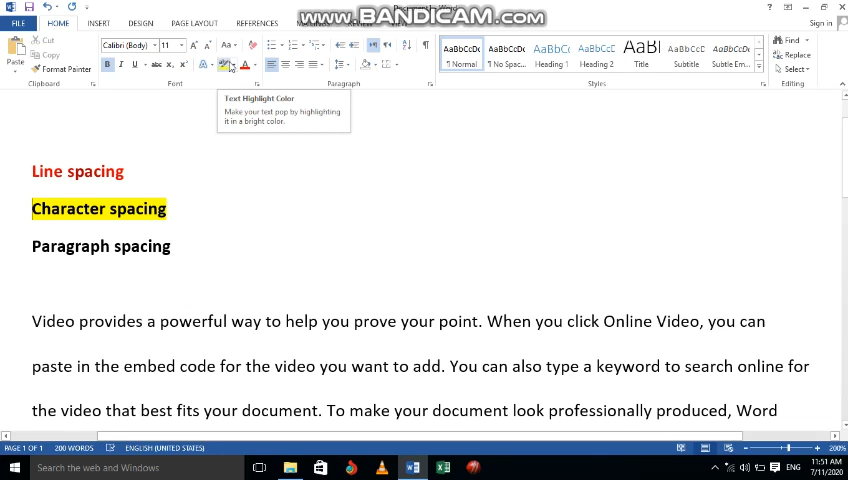 WWW.BANDICAM.COM
Sign in
FILE HOME INSERT DESIGN PAGE LAYOUT REFERENCES
Paste
Cut
Copy
Format Painter
Clipboard
Calibri (Body) 11
Font
Paragraph
AaBbCcDc AaBbCcDc AaBbCc AaBbCcD AaBl AaBbCcD AaBbCcDc
¶ Normal ¶ No Spac... Heading 1 Heading 2 Title Subtitle Subtle Em...
Styles
Find
Replace
Select
Editing
Text Highlight Color
Make your text pop by highlighting
it in a bright color.
Line spacing
Character spacing
Paragraph spacing
Video provides a powerful way to help you prove your point. When you click Online Video, you can
paste in the embed code for the video you want to add. You can also type a keyword to search online for
the video that best fits your document. To make your document look professionally produced, Word
PAGE 1 OF 1 200 WORDS ENGLISH (UNITED STATES) 200%
Search the web and Windows
ENG
11:51 AM
7/11/2020